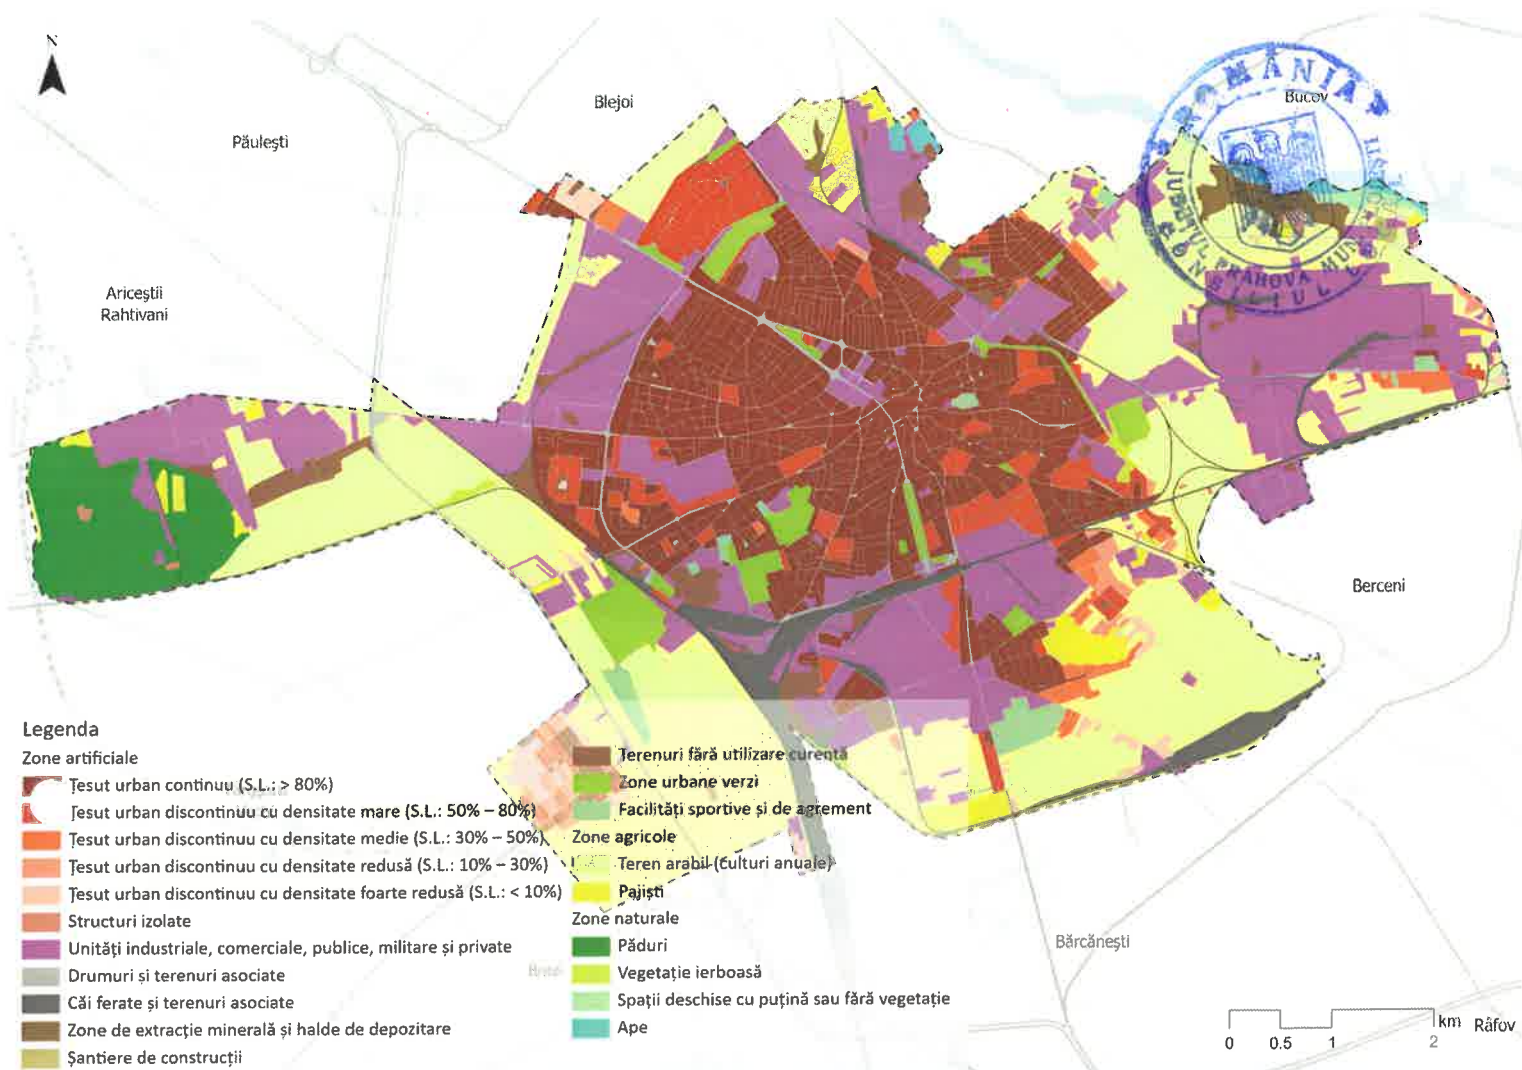 N
Blejoi
Bucov
Păulești
ROMÂNIA
JUDEȚUL PRAHOVA
CONSILIUL
Ariceștii
Rahtivani
Berceni
Legenda
Zone artificiale
Țesut urban continuu (S.L.: > 80%)
Țesut urban discontinuu cu densitate mare (S.L.: 50% – 80%)
Țesut urban discontinuu cu densitate medie (S.L.: 30% – 50%)
Țesut urban discontinuu cu densitate redusă (S.L.: 10% – 30%)
Țesut urban discontinuu cu densitate foarte redusă (S.L.: < 10%)
Structuri izolate
Unități industriale, comerciale, publice, militare și private
Drumuri și terenuri asociate
Căi ferate și terenuri asociate
Zone de extracție minerală și halde de depozitare
Șantiere de construcții
Terenuri fără utilizare curentă
Zone urbane verzi
Facilități sportive și de agrement
Zone agricole
Teren arabil (culturi anuale)
Pajiști
Zone naturale
Păduri
Vegetație ierboasă
Spații deschise cu puțină sau fără vegetație
Ape
Bărcănești
km
Râfov
0 0.5 1 2